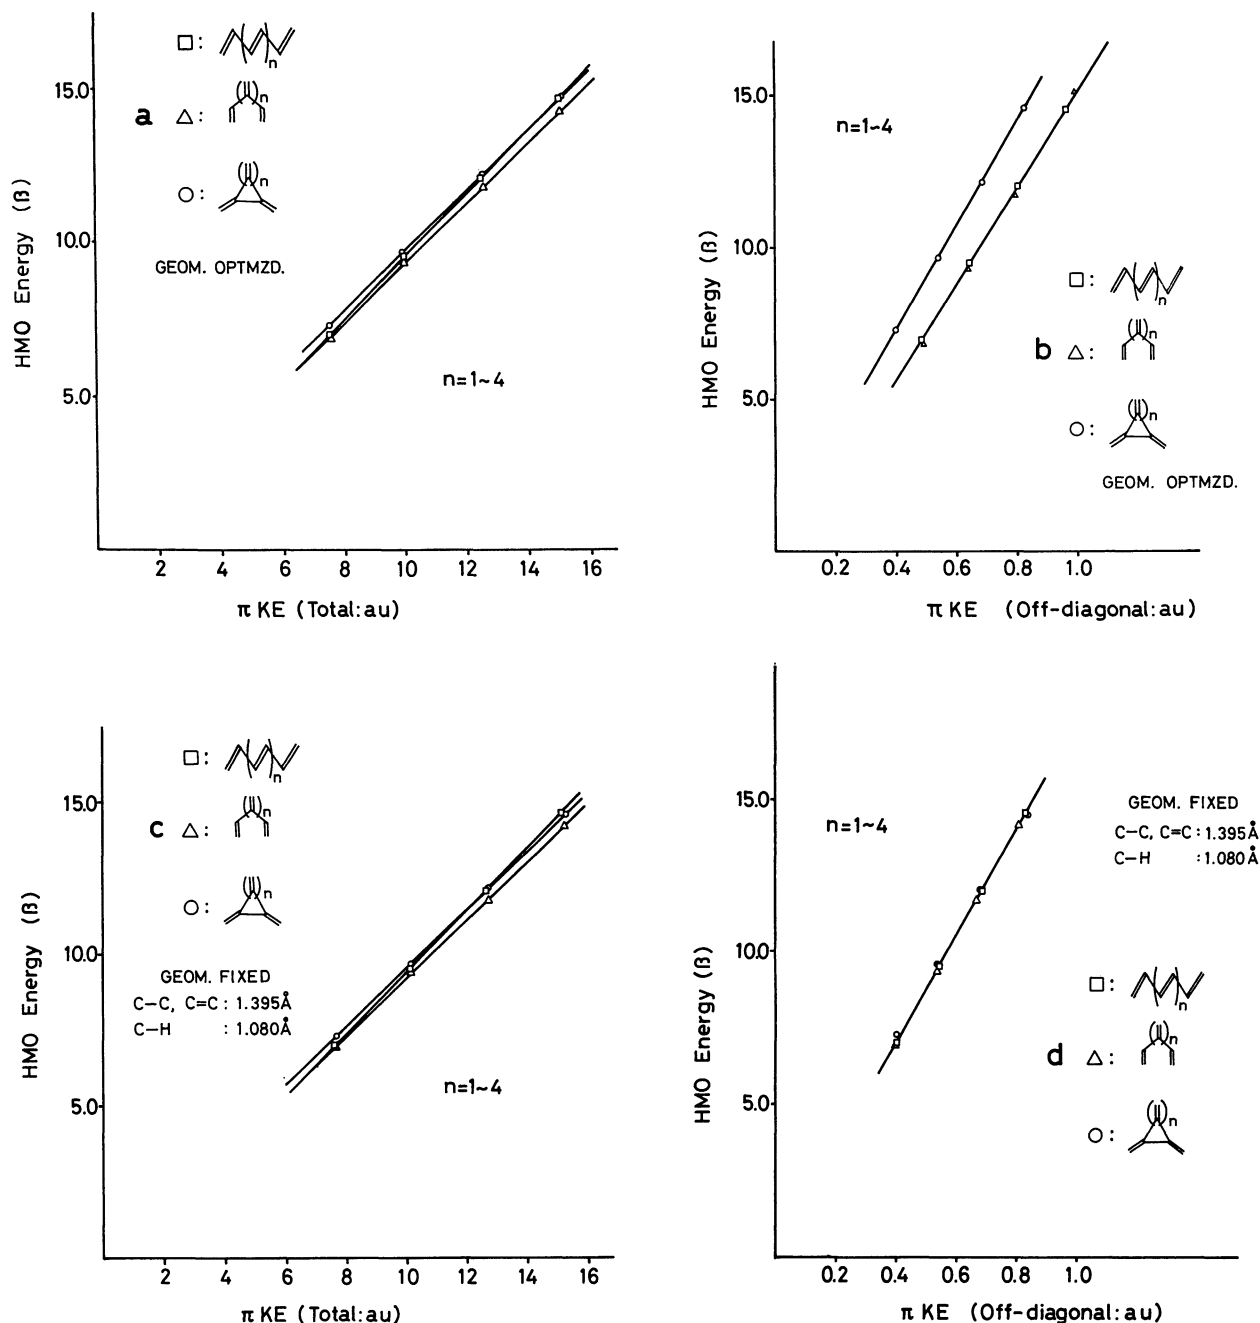 15.0
10.0
5.0
HMO Energy (β)
a
□:
n
△:
n
○:
n
GEOM. OPTMZD.
n=1~4
2 4 6 8 10 12 14 16
π KE (Total:au)
15.0
10.0
5.0
HMO Energy (β)
n=1~4
b
□:
n
△:
n
○:
n
GEOM. OPTMZD.
0.2 0.4 0.6 0.8 1.0
π KE (Off-diagonal:au)
15.0
10.0
5.0
HMO Energy (β)
c
□:
n
△:
n
○:
n
GEOM. FIXED
C-C, C=C: 1.395Å
C-H : 1.080Å
n=1~4
2 4 6 8 10 12 14 16
π KE (Total:au)
15.0
10.0
5.0
HMO Energy (β)
n=1~4
GEOM. FIXED
C-C, C=C: 1.395Å
C-H :1.080Å
d
□:
n
△:
n
○:
n
0.2 0.4 0.6 0.8 1.0
π KE (Off-diagonal:au)